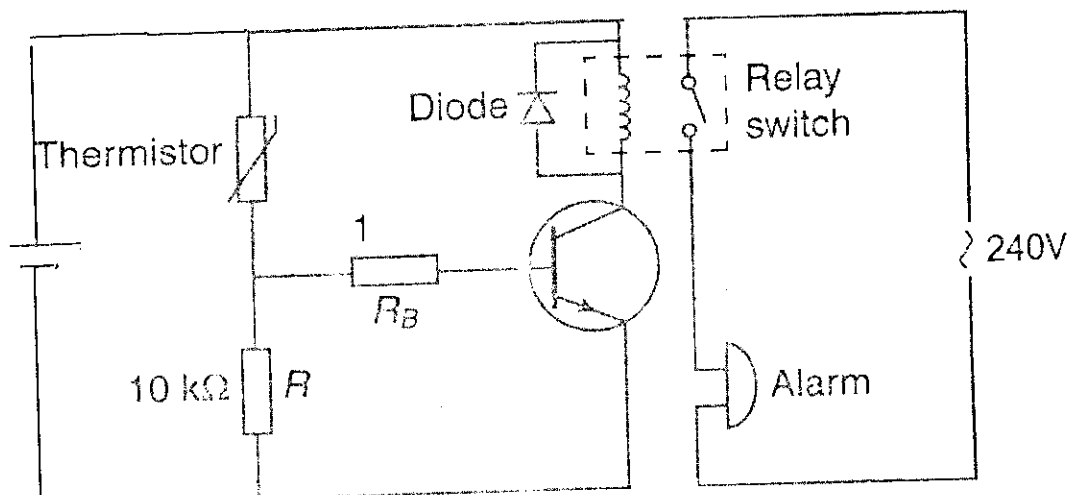 Diode
Relay
switch
Thermistor
1
240V
R_B
10 kΩ
R
Alarm